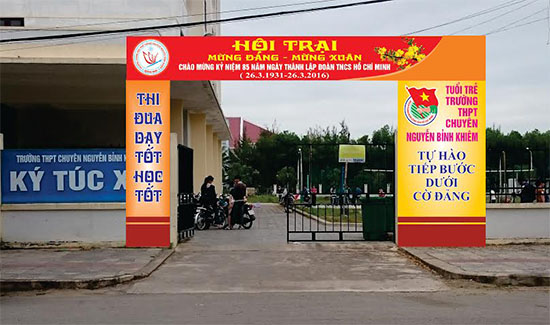 HỘI TRẠI
MỪNG ĐẢNG - MỪNG XUÂN
CHÀO MỪNG KỶ NIỆM 85 NĂM NGÀY THÀNH LẬP ĐOÀN TNCS HỒ CHÍ MINH
( 26.3.1931-26.3.2016)
THI
ĐUA
DẠY
TỐT
HỌC
TỐT
TRƯỜNG THPT CHUYÊN NGUYỄN BỈNH K
KÝ TÚC X
TUỔI TRẺ
TRƯỜNG
THPT
CHUYÊN
NGUYỄN BỈNH KHIÊM
TỰ HÀO
TIẾP BƯỚC
DƯỚI
CỜ ĐẢNG